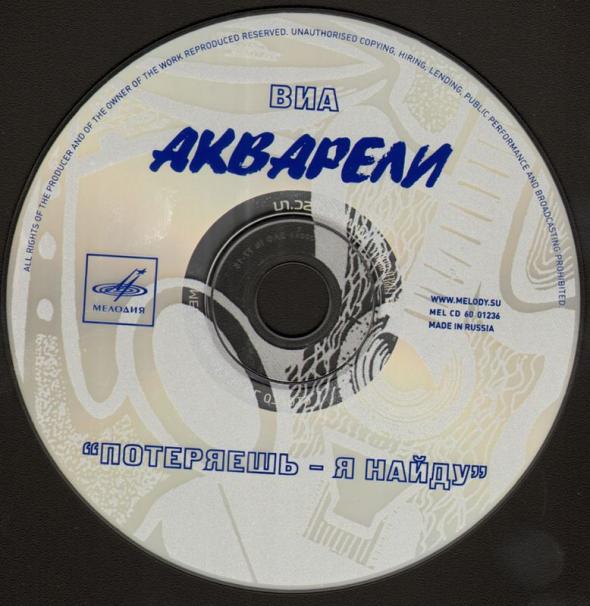 ALL RIGHTS OF THE PRODUCER AND OF THE OWNER OF THE WORK REPRODUCED RESERVED. UNAUTHORISED COPYING, HIRING, LENDING, PUBLIC PERFORMANCE AND BROADCASTING PROHIBITED.
ВИА
АКВАРЕЛИ
МЕЛОДИЯ
WWW.MELODY.SU
MEL CD 60 01236
MADE IN RUSSIA
“ПОТЕРЯЕШЬ – Я НАЙДУ”